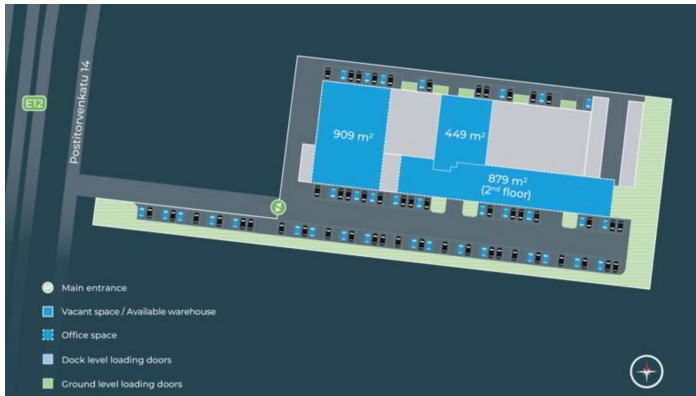 E12
Postitorvenkatu 14
909 m²
449 m²
879 m²
(2nd floor)
Main entrance
Vacant space / Available warehouse
Office space
Dock level loading doors
Ground level loading doors